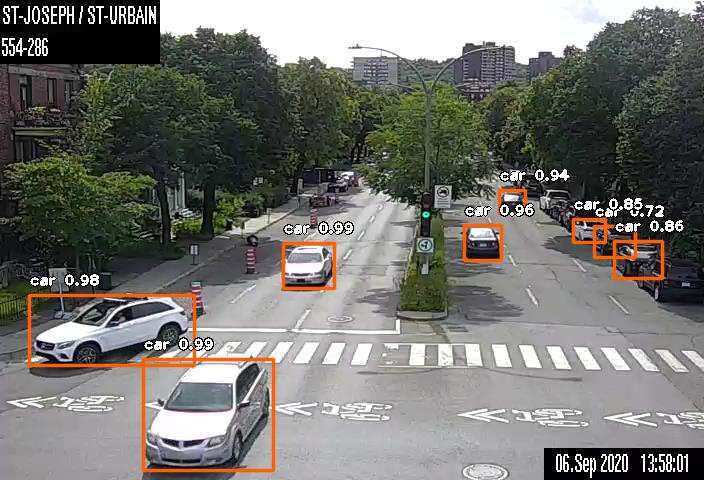 ST-JOSEPH / ST-URBAIN
554-286
car 0.94
car 0.96
car 0.85
car 0.72
car 0.86
car 0.99
car 0.98
car 0.99
06.Sep 2020 13:58:01